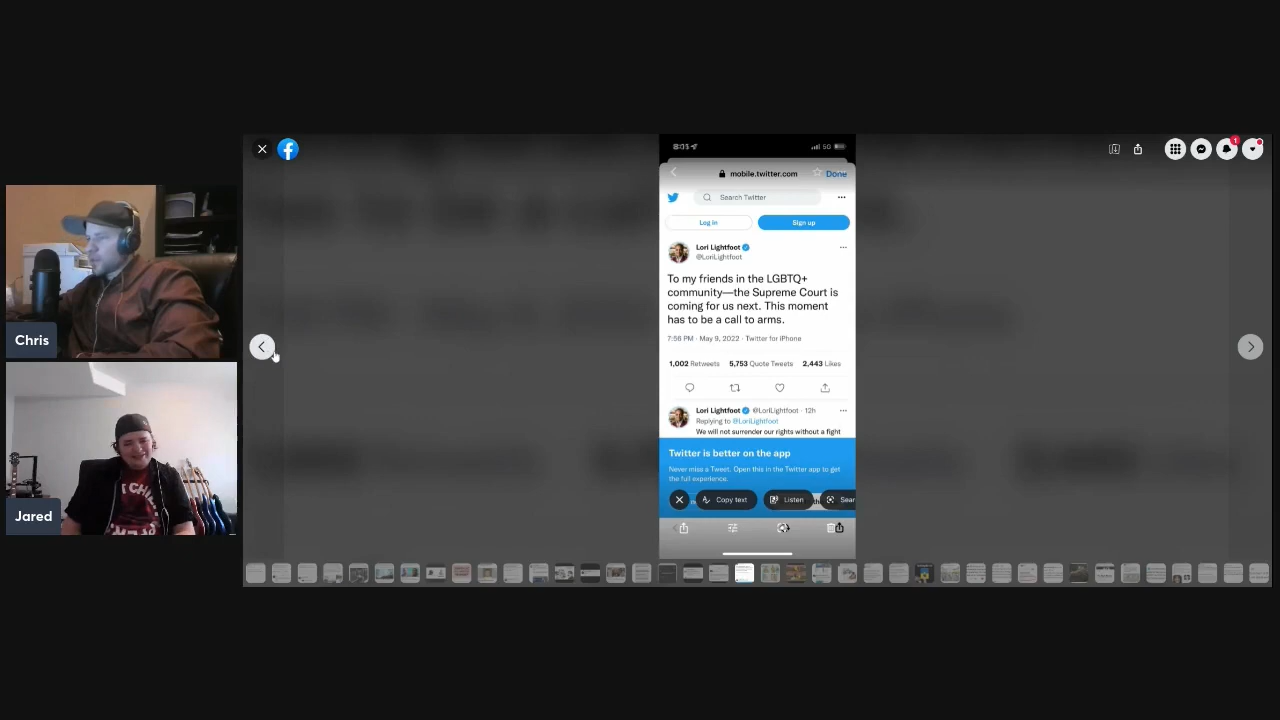 8:35
5G
mobile.twitter.com
Done
Search Twitter
Log in
Sign up
1
Lori Lightfoot
@LoriLightfoot
To my friends in the LGBTQ+
community—the Supreme Court is
coming for us next. This moment
has to be a call to arms.
7:56 PM · May 9, 2022 · Twitter for iPhone
1,002 Retweets 5,753 Quote Tweets 2,443 Likes
Lori Lightfoot @LoriLightfoot · 12h
Replying to @LoriLightfoot
We will not surrender our rights without a fight
Twitter is better on the app
Never miss a Tweet. Open this in the Twitter app to get
the full experience.
Copy text
Listen
Sear
Chris
Jared